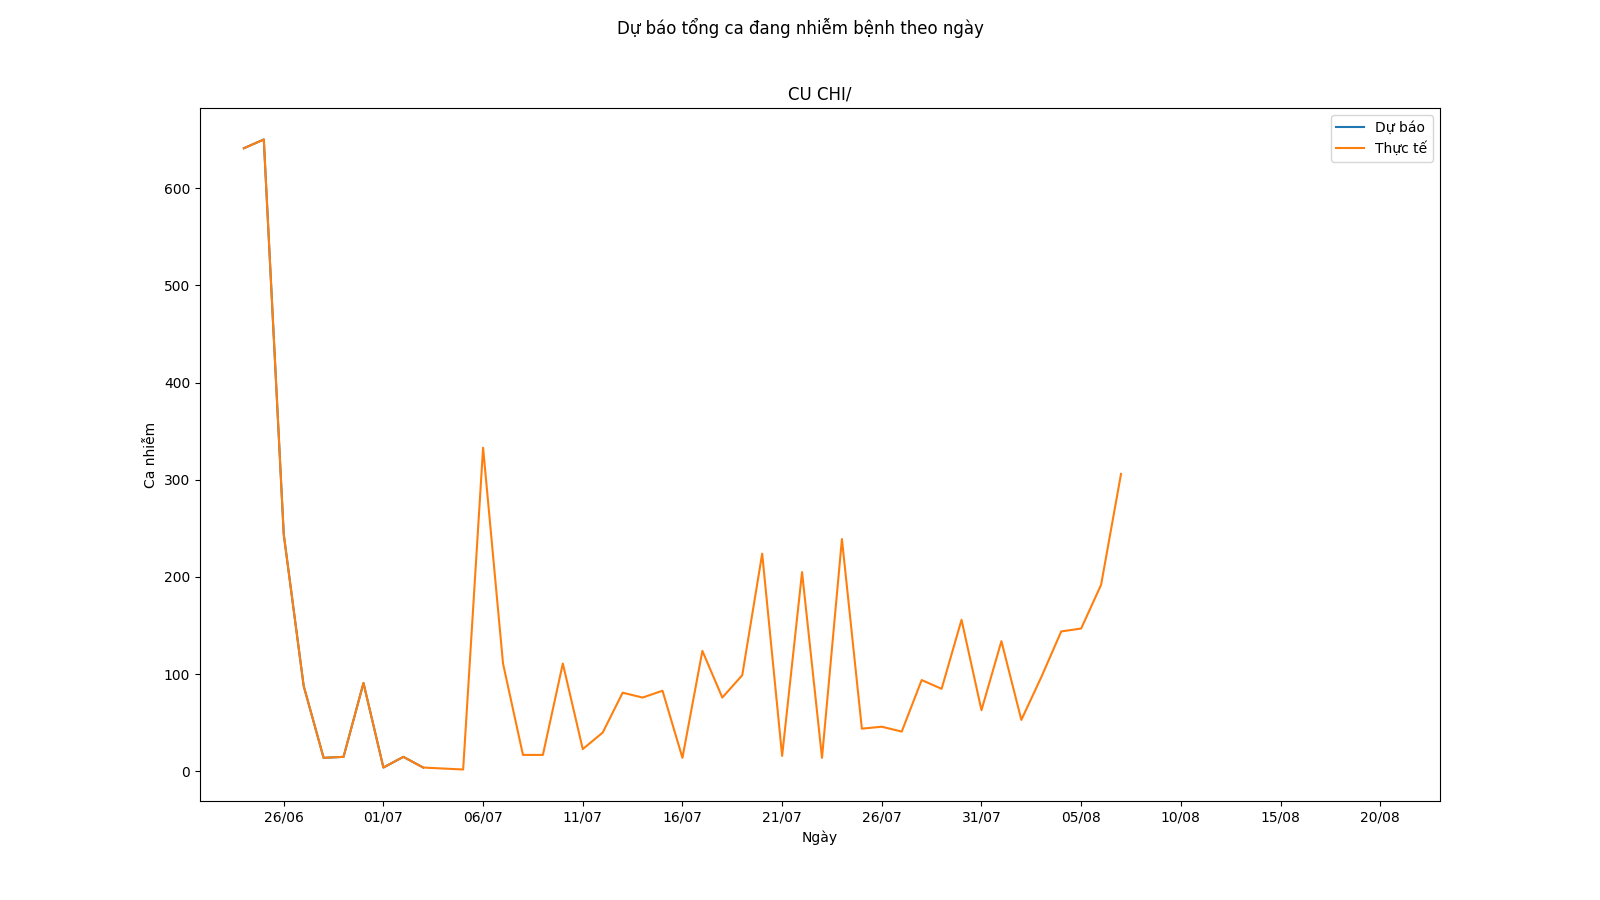 Dự báo tổng ca đang nhiễm bệnh theo ngày
CU CHI/
Dự báo
Thực tế
600
500
400
300
200
100
0
Ca nhiễm
26/06 01/07 06/07 11/07 16/07 21/07 26/07 31/07 05/08 10/08 15/08 20/08
Ngày